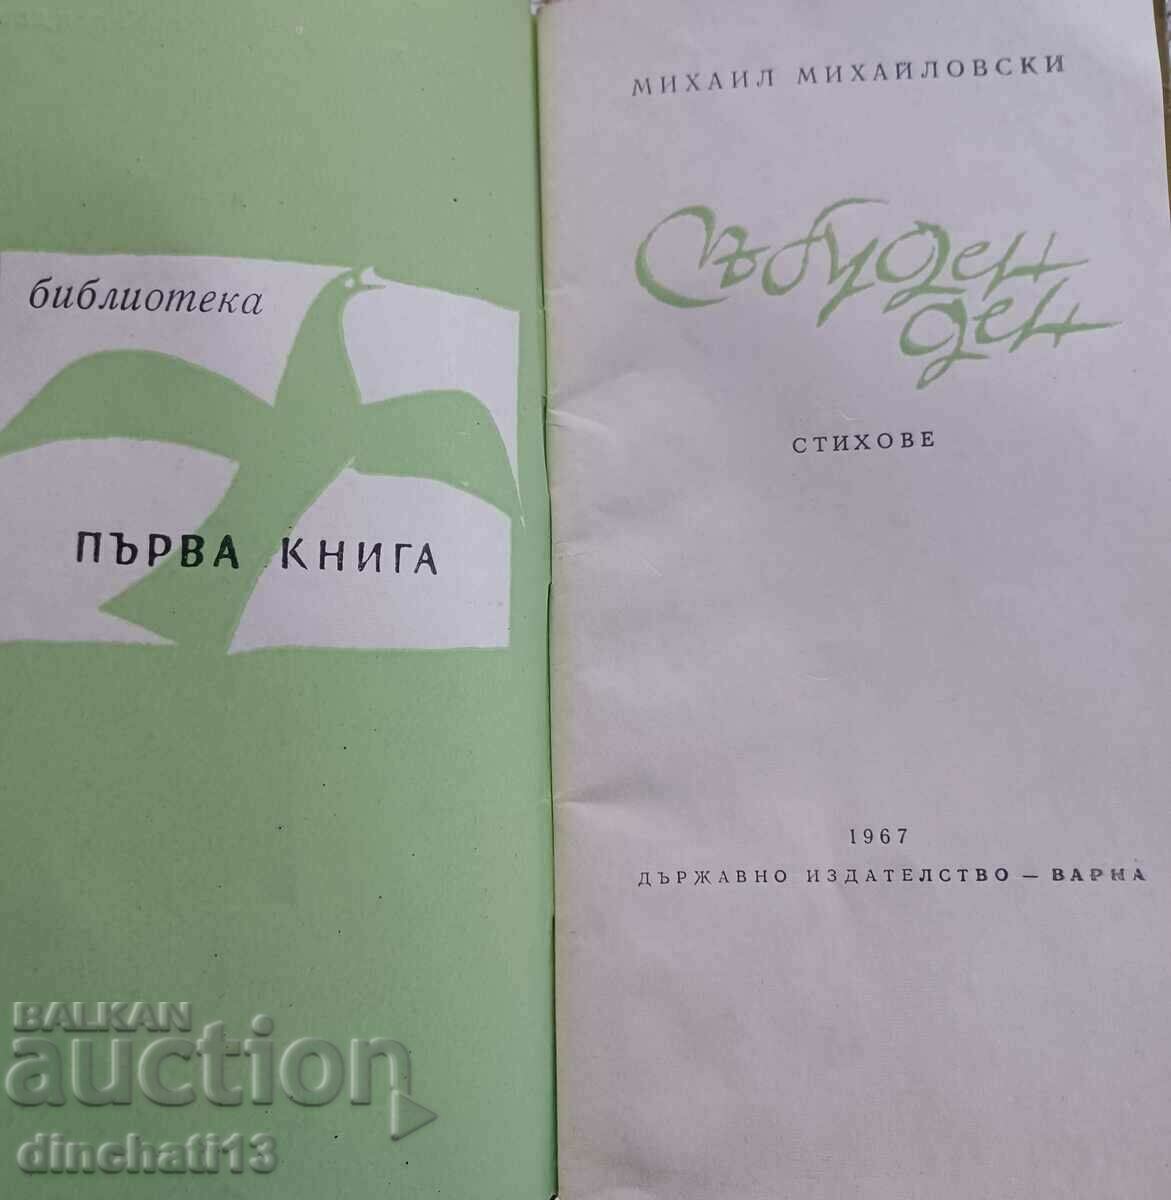 библиотека
ПЪРВА КНИГА
МИХАИЛ МИХАЙЛОВСКИ
Събуден
ден
СТИХОВЕ
1967
ДЪРЖАВНО ИЗДАТЕЛСТВО — ВАРНА
BALKAN
auction
dinchati13